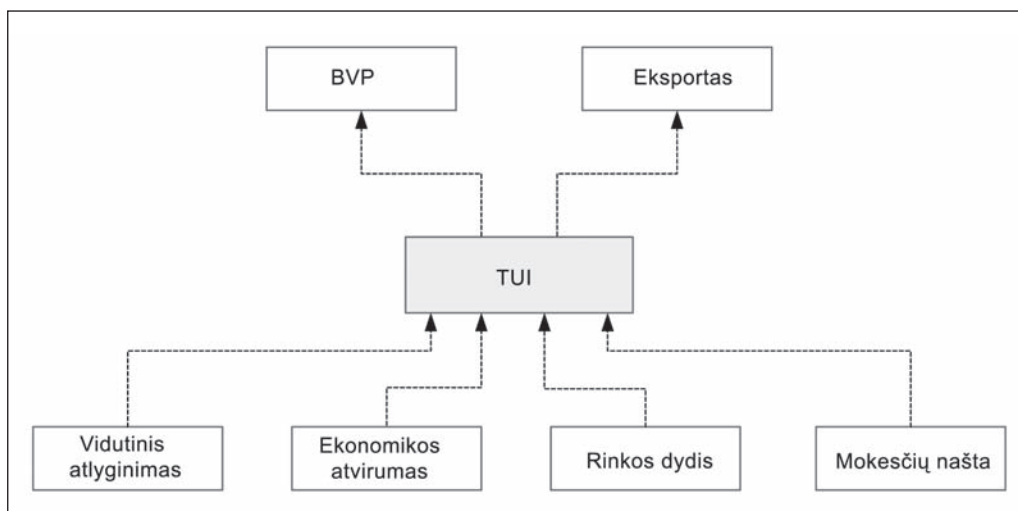 BVP
Eksportas
TUI
Vidutinis
atlyginimas
Ekonomikos
atvirumas
Rinkos dydis
Mokesčių našta